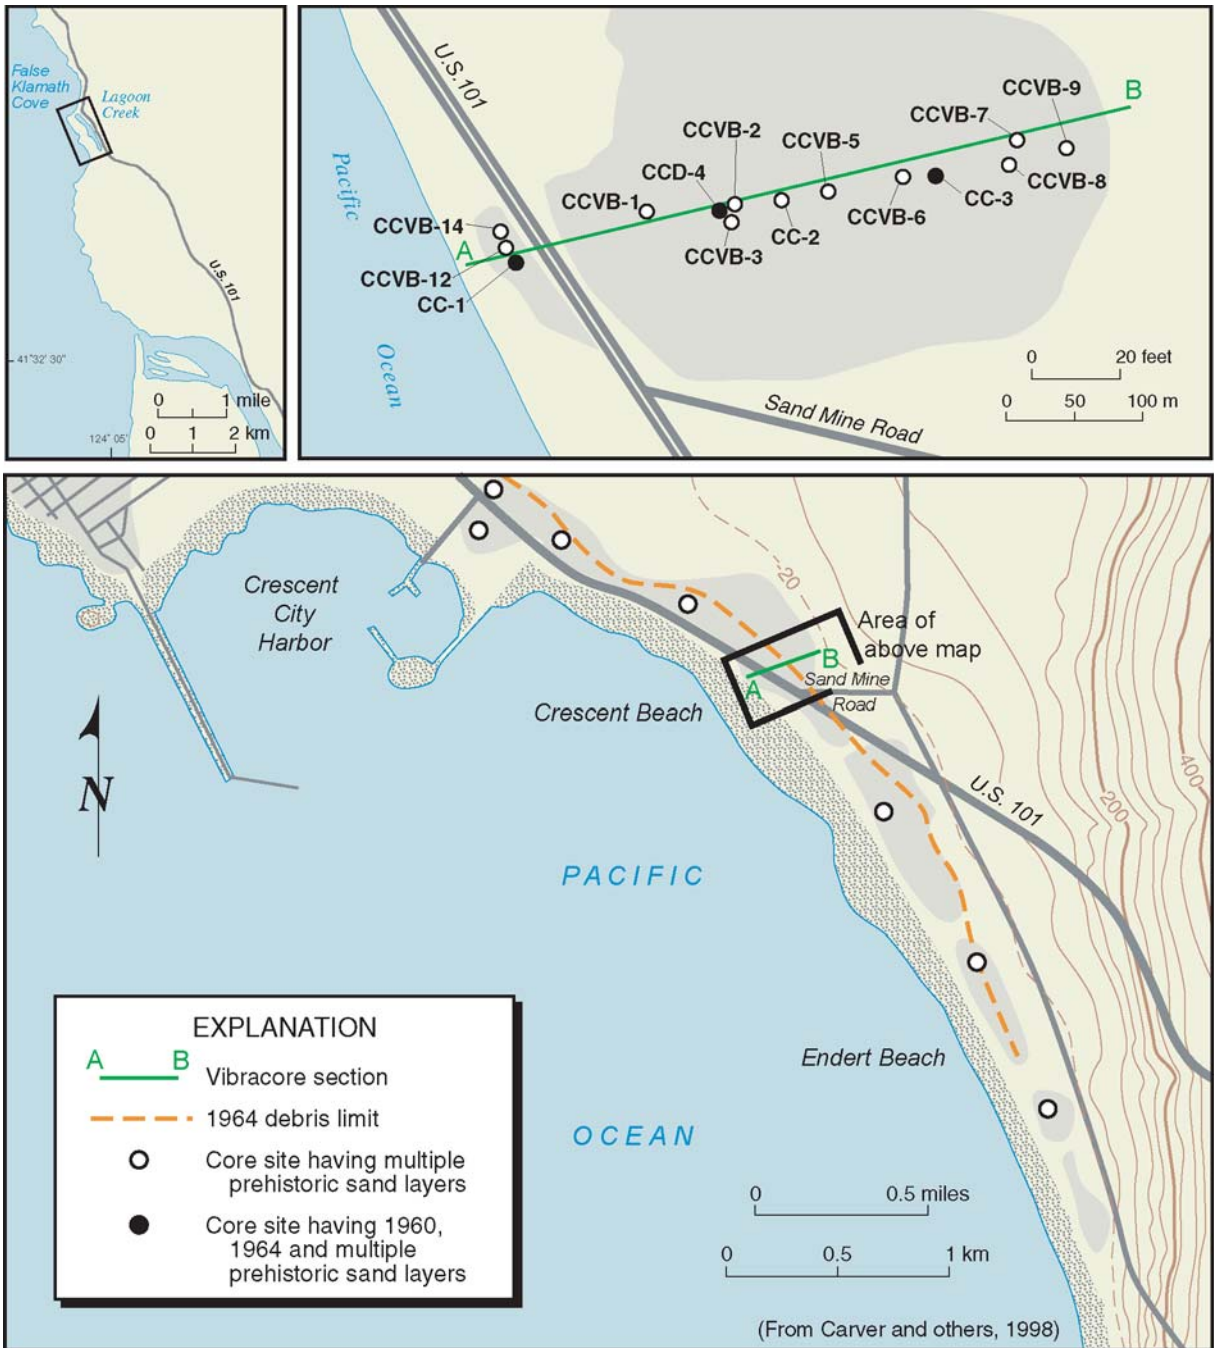 False
Klamath
Cove
Lagoon
Creek
U.S.101
41°32' 30"
124° 05'
0 1 mile
0 1 2 km
U.S.101
Pacific
Ocean
CCVB-9
B
CCVB-7
CCVB-2
CCVB-5
CCD-4
CCVB-8
CCVB-1
CC-3
CCVB-6
CC-2
CCVB-14
CCVB-3
A
CCVB-12
CC-1
0 20 feet
0 50 100 m
Sand Mine Road
Crescent
City
Harbor
20
Area of
above map
B
A
Sand Mine
Road
Crescent Beach
N
U.S. 101
200
400
PACIFIC
OCEAN
Endert Beach
EXPLANATION
A B
Vibracore section
1964 debris limit
Core site having multiple
prehistoric sand layers
Core site having 1960,
1964 and multiple
prehistoric sand layers
0 0.5 miles
0 0.5 1 km
(From Carver and others, 1998)